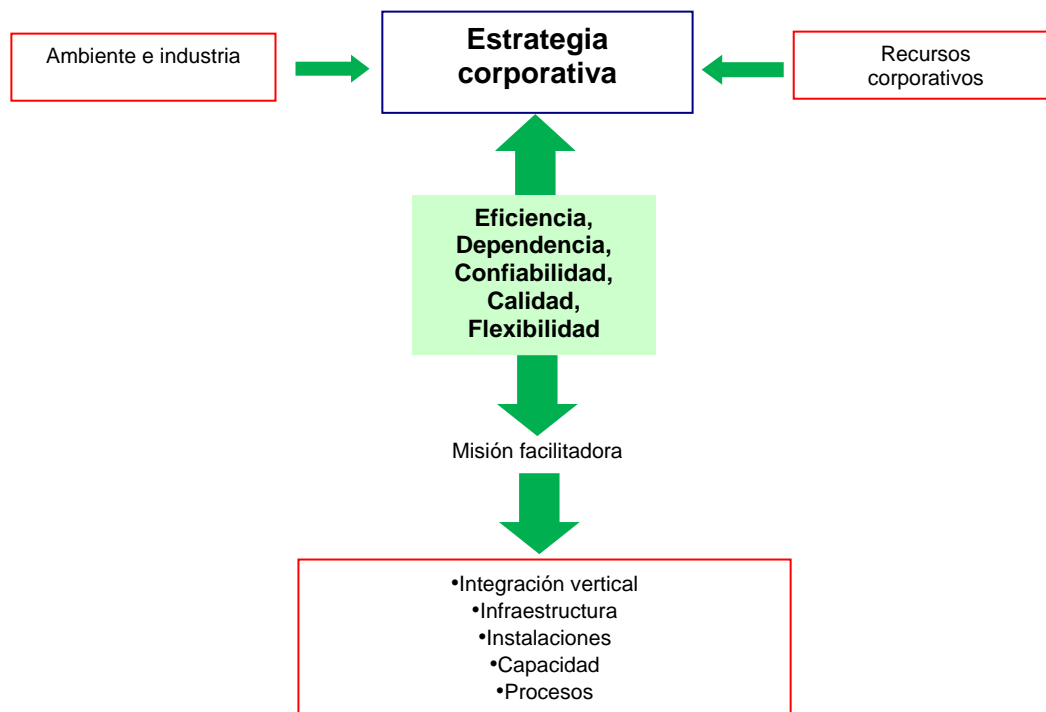 Ambiente e industria
Estrategia
corporativa
Recursos
corporativos
Eficiencia,
Dependencia,
Confiabilidad,
Calidad,
Flexibilidad
Misión facilitadora
•Integración vertical
•Infraestructura
•Instalaciones
•Capacidad
•Procesos